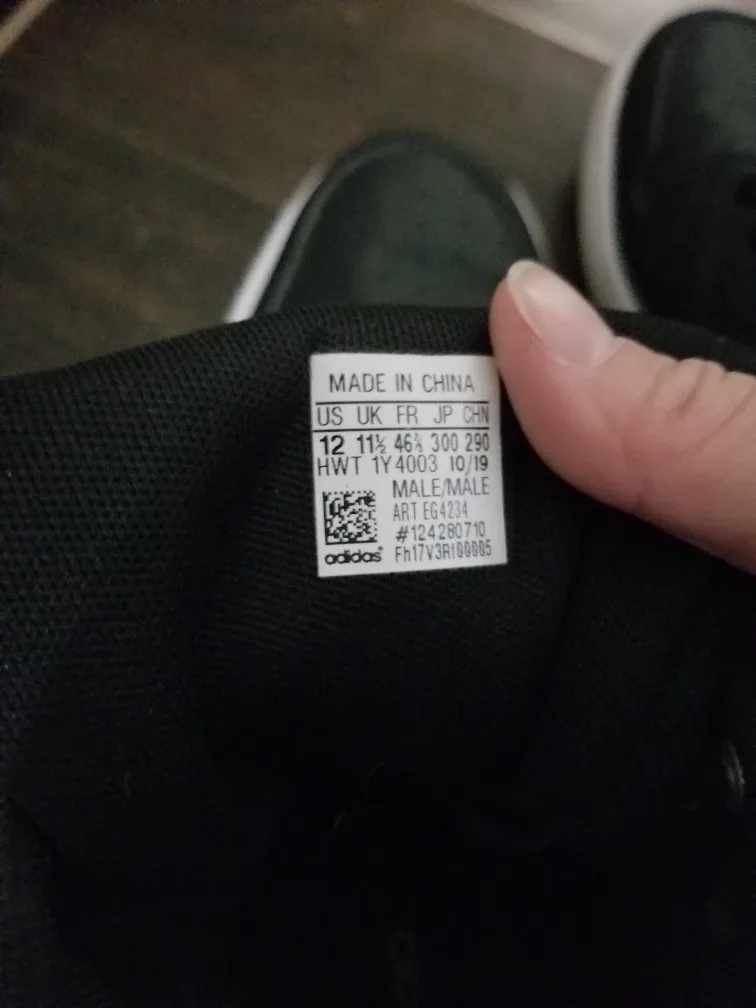 MADE IN CHINA
US UK FR JP CHN
12 11½ 46⅔ 300 290
HWT 1Y4003 10/19
MALE/MÂLE
ART EG4234
#124280710
adidas